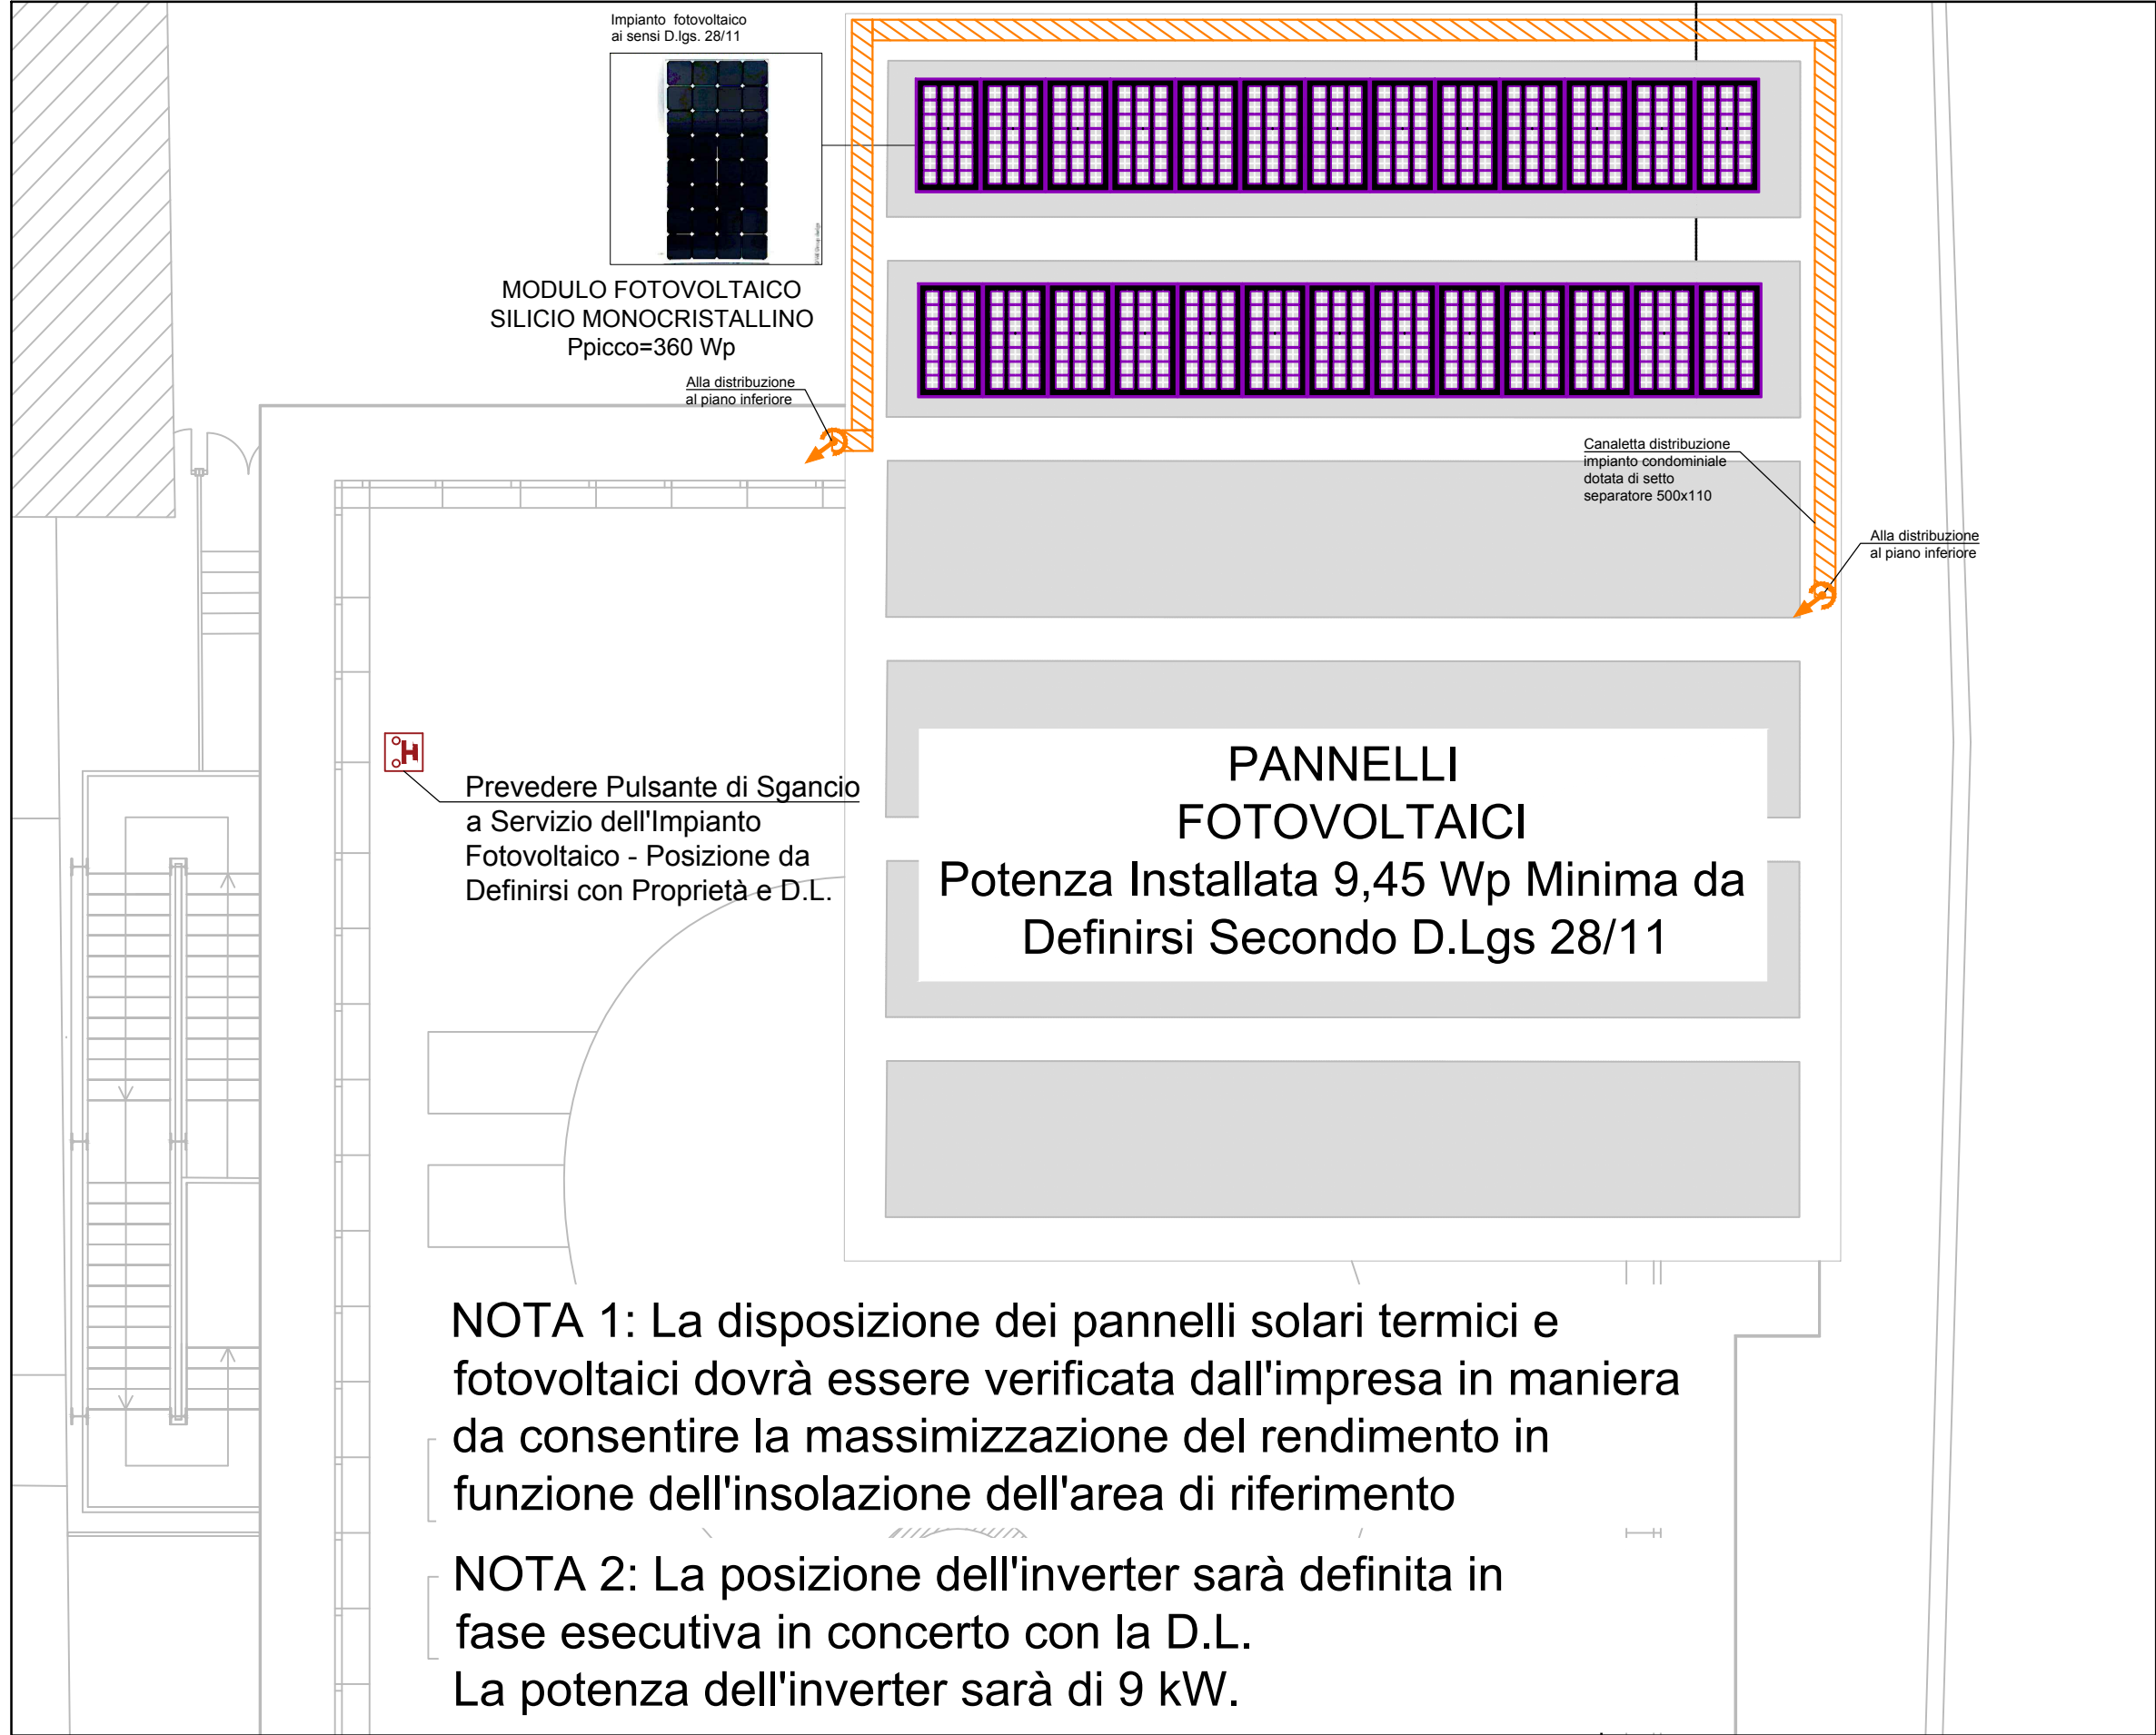 Impianto fotovoltaico
ai sensi D.lgs. 28/11
MODULO FOTOVOLTAICO
SILICIO MONOCRISTALLINO
Ppicco=360 Wp
Alla distribuzione
al piano inferiore
Canaletta distribuzione
impianto condominiale
dotata di setto
separatore 500x110
Alla distribuzione
al piano inferiore
H
Prevedere Pulsante di Sgancio
a Servizio dell'Impianto
Fotovoltaico - Posizione da
Definirsi con Proprietà e D.L.
PANNELLI
FOTOVOLTAICI
Potenza Installata 9,45 Wp Minima da
Definirsi Secondo D.Lgs 28/11
NOTA 1: La disposizione dei pannelli solari termici e
fotovoltaici dovrà essere verificata dall'impresa in maniera
da consentire la massimizzazione del rendimento in
funzione dell'insolazione dell'area di riferimento
NOTA 2: La posizione dell'inverter sarà definita in
fase esecutiva in concerto con la D.L.
La potenza dell'inverter sarà di 9 kW.